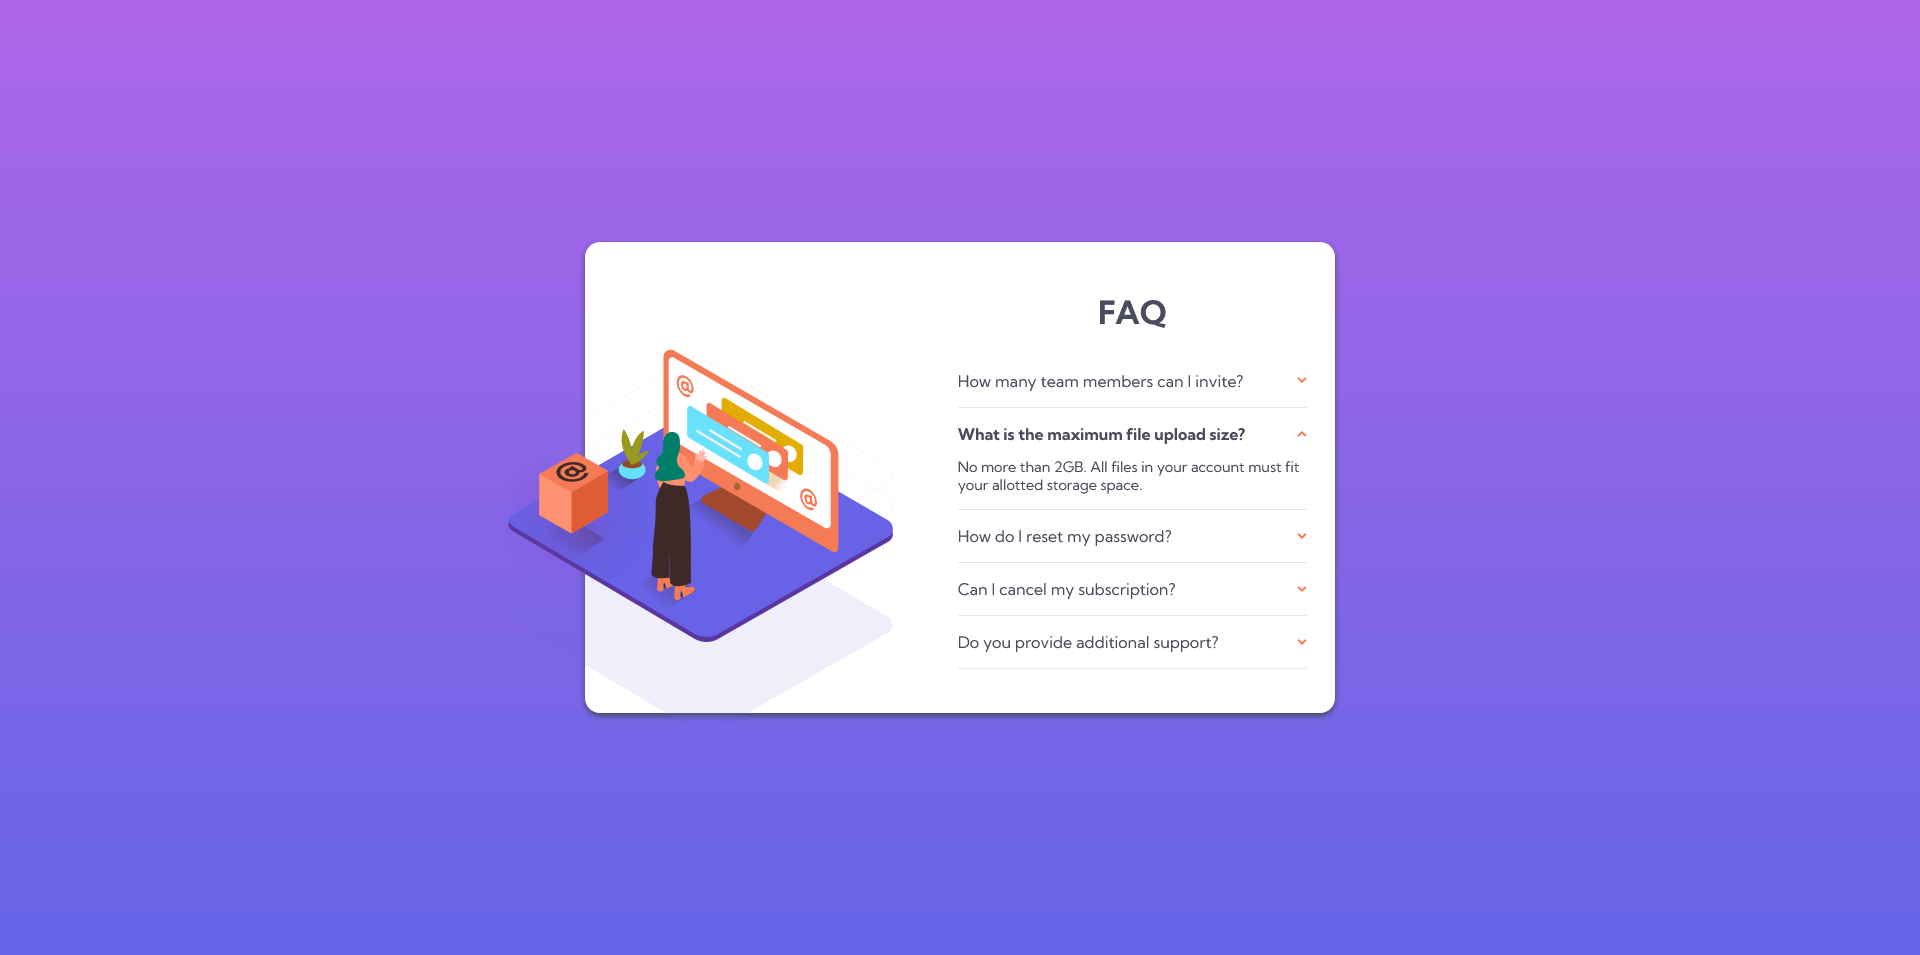 FAQ
How many team members can I invite?
What is the maximum file upload size?
No more than 2GB. All files in your account must fit
your allotted storage space.
How do I reset my password?
Can I cancel my subscription?
Do you provide additional support?
@
@
@